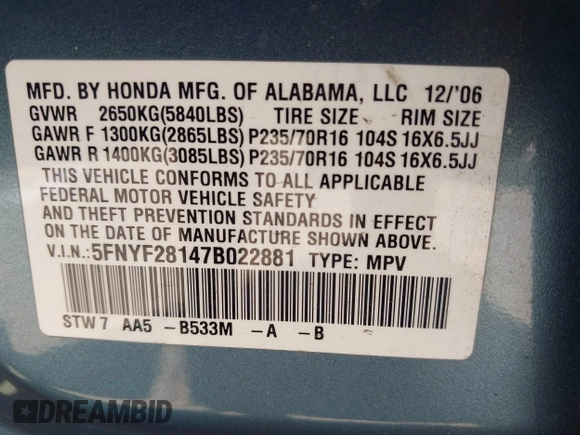 MFD. BY HONDA MFG. OF ALABAMA, LLC 12/'06
GVWR 2650KG(5840LBS) TIRE SIZE RIM SIZE
GAWR F 1300KG(2865LBS) P235/70R16 104S 16X6.5JJ
GAWR R 1400KG(3085LBS) P235/70R16 104S 16X6.5JJ
THIS VEHICLE CONFORMS TO ALL APPLICABLE
FEDERAL MOTOR VEHICLE SAFETY
AND THEFT PREVENTION STANDARDS IN EFFECT
ON THE DATE OF MANUFACTURE SHOWN ABOVE.
V.I.N.:5FNYF28147B022881 TYPE: MPV
STW7 AA5 -B533M -A -B
DREAMBID